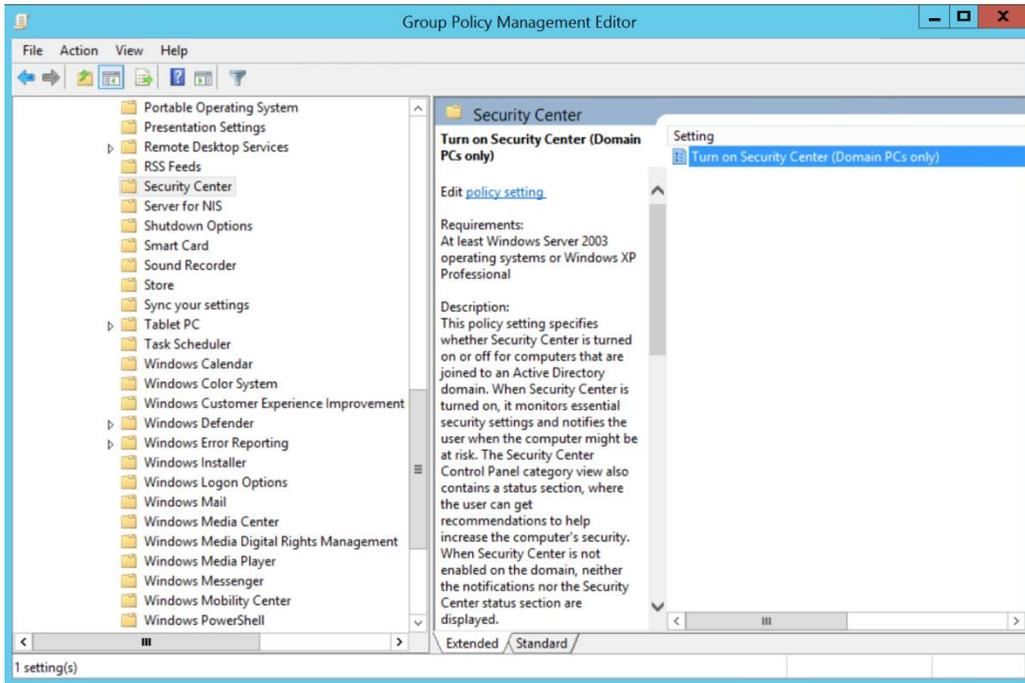 Group Policy Management Editor
File Action View Help
Portable Operating System
Presentation Settings
Remote Desktop Services
RSS Feeds
Security Center
Server for NIS
Shutdown Options
Smart Card
Sound Recorder
Store
Sync your settings
Tablet PC
Task Scheduler
Windows Calendar
Windows Color System
Windows Customer Experience Improvement
Windows Defender
Windows Error Reporting
Windows Installer
Windows Logon Options
Windows Mail
Windows Media Center
Windows Media Digital Rights Management
Windows Media Player
Windows Messenger
Windows Mobility Center
Windows PowerShell
Security Center
Turn on Security Center (Domain
PCs only)
Edit policy setting
Requirements:
At least Windows Server 2003
operating systems or Windows XP
Professional
Description:
This policy setting specifies
whether Security Center is turned
on or off for computers that are
joined to an Active Directory
domain. When Security Center is
turned on, it monitors essential
security settings and notifies the
user when the computer might be
at risk. The Security Center
Control Panel category view also
contains a status section, where
the user can get
recommendations to help
increase the computer's security.
When Security Center is not
enabled on the domain, neither
the notifications nor the Security
Center status section are
displayed.
Setting
Turn on Security Center (Domain PCs only)
Extended Standard
1 setting(s)